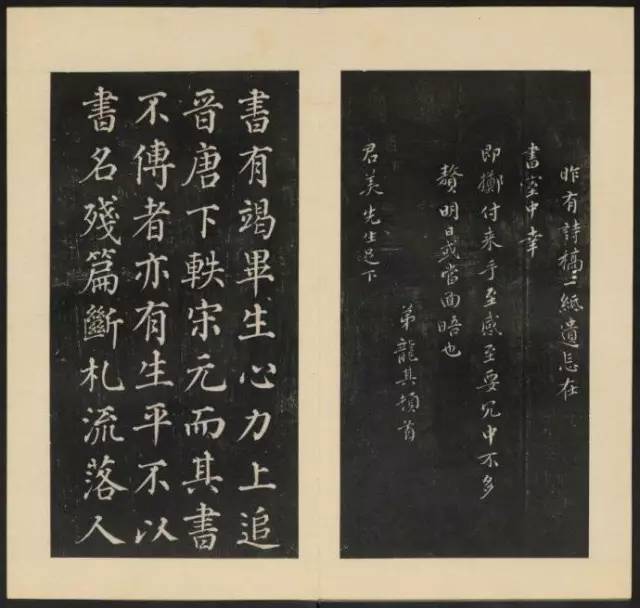 昨有詩稿二紙遺忘在
書室中幸
即擲付來手至感至要冗中不多
贅明日或當面晤也
弟龍其頓首
君美先生足下
書有竭畢生心力上追
晉唐下軼宋元而其書
不傳者亦有生平不以
書名殘篇斷札流落人